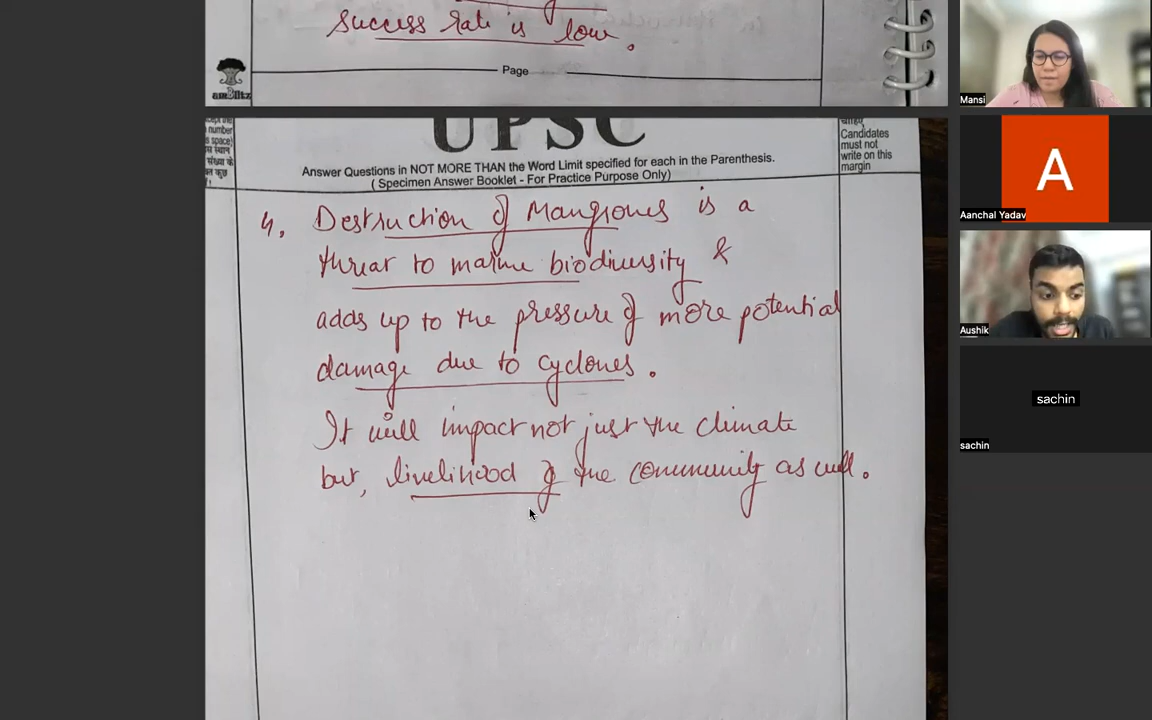 success rate is low.
Page
UPSC
Candidates
must not
write on this
margin
Answer Questions in NOT MORE THAN the Word Limit specified for each in the Parenthesis.
( Specimen Answer Booklet - For Practice Purpose Only)
4. Destruction of Mangroves is a
threat to marine biodiversity &
adds up to the pressure of more potential
damage due to cyclones.
It will impact not just the climate
but, livelihood of the community as well.
Mansi
A
Aanchal Yadav
Aushik
sachin
sachin